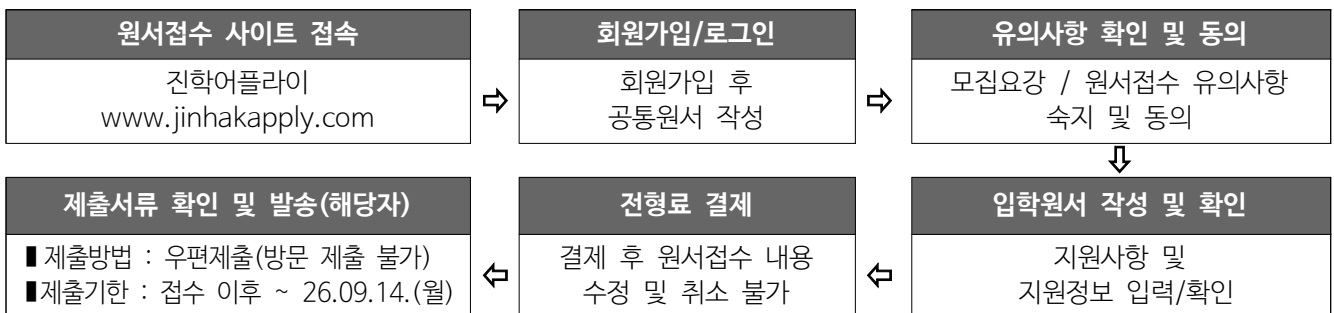 원서접수 사이트 접속
진학어플라이
www.jinhakapply.com
⇨
회원가입/로그인
회원가입 후
공통원서 작성
⇨
유의사항 확인 및 동의
모집요강 / 원서접수 유의사항
숙지 및 동의
⇩
입학원서 작성 및 확인
지원사항 및
지원정보 입력/확인
⇦
전형료 결제
결제 후 원서접수 내용
수정 및 취소 불가
⇦
제출서류 확인 및 발송(해당자)
▮제출방법 : 우편제출(방문 제출 불가)
▮제출기한 : 접수 이후 ~ 26.09.14.(월)